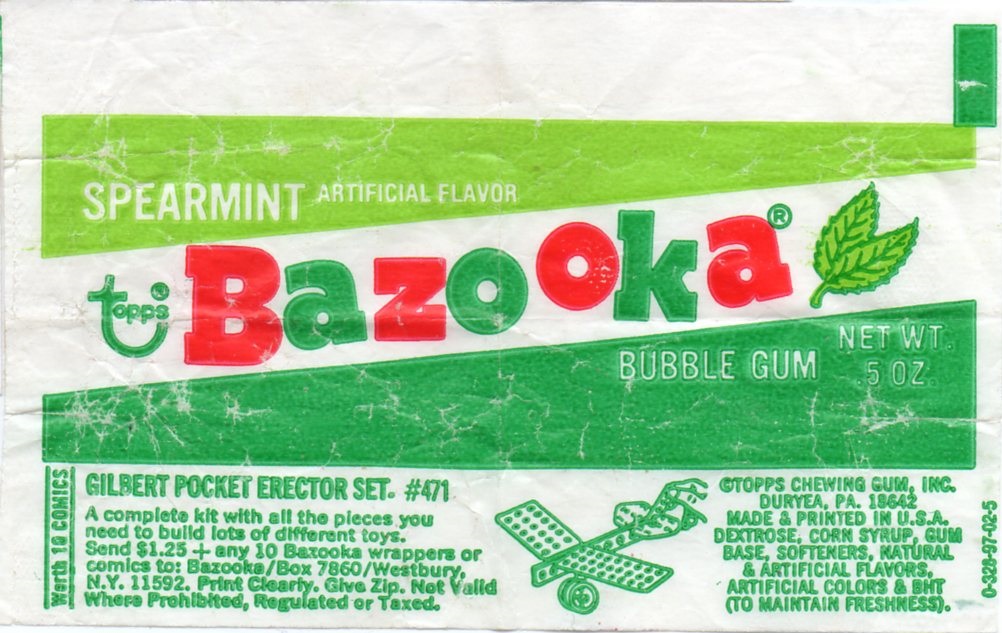 SPEARMINT ARTIFICIAL FLAVOR
topps Bazooka®
BUBBLE GUM
NET WT.
.5 OZ.
Worth 10 COMICS
GILBERT POCKET ERECTOR SET. #471
A complete kit with all the pieces you
need to build lots of different toys.
Send $1.25 + any 10 Bazooka wrappers or
comics to: Bazooka/Box 7860/Westbury,
N.Y. 11592. Print Clearly. Give Zip. Not Valid
Where Prohibited, Regulated or Taxed.
©TOPPS CHEWING GUM, INC.
DURYEA, PA. 18642
MADE & PRINTED IN U.S.A.
DEXTROSE, CORN SYRUP, GUM
BASE, SOFTENERS, NATURAL
& ARTIFICIAL FLAVORS,
ARTIFICIAL COLORS & BHT
(TO MAINTAIN FRESHNESS).
0-328-97-02-5